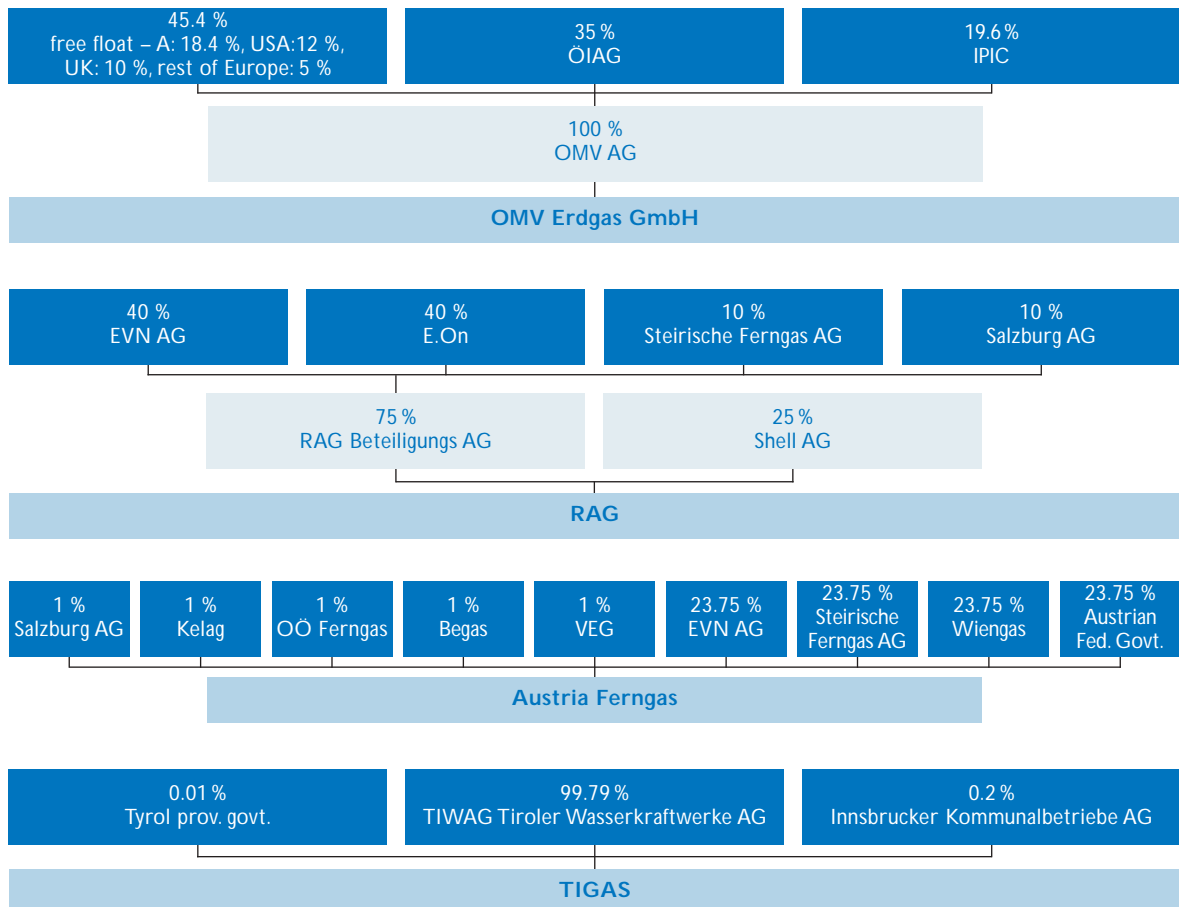 45.4 %
free float – A: 18.4 %, USA:12 %,
UK: 10 %, rest of Europe: 5 %
35 %
ÖIAG
19.6 %
IPIC
100 %
OMV AG
OMV Erdgas GmbH
40 %
EVN AG
40 %
E.On
10 %
Steirische Ferngas AG
10 %
Salzburg AG
75 %
RAG Beteiligungs AG
25 %
Shell AG
RAG
1 %
Salzburg AG
1 %
Kelag
1 %
OÖ Ferngas
1 %
Begas
1 %
VEG
23.75 %
EVN AG
23.75 %
Steirische
Ferngas AG
23.75 %
Wiengas
23.75 %
Austrian
Fed. Govt.
Austria Ferngas
0.01 %
Tyrol prov. govt.
99.79 %
TIWAG Tiroler Wasserkraftwerke AG
0.2 %
Innsbrucker Kommunalbetriebe AG
TIGAS